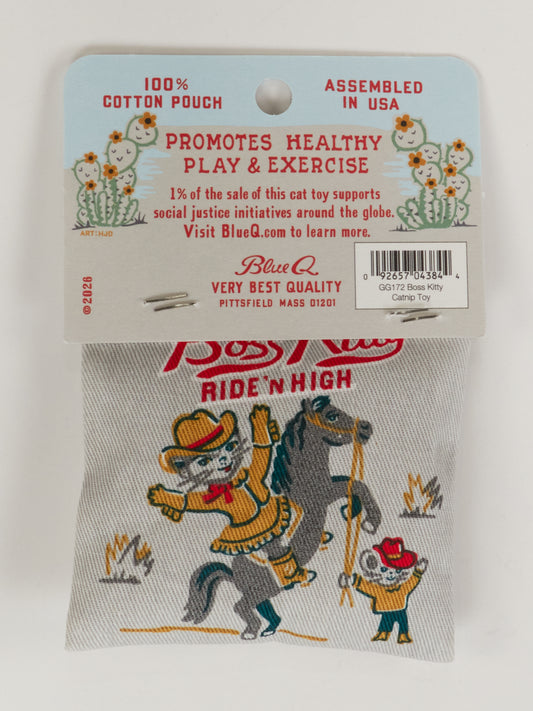 100%
COTTON POUCH
ASSEMBLED
IN USA
PROMOTES HEALTHY
PLAY & EXERCISE
1% of the sale of this cat toy supports
social justice initiatives around the globe.
Visit BlueQ.com to learn more.
ART: HJD
©2026
Blue Q
VERY BEST QUALITY
PITTSFIELD MASS 01201
0 92657 04384 4
GG172 Boss Kitty
Catnip Toy
Boss Kitty
RIDE 'N HIGH